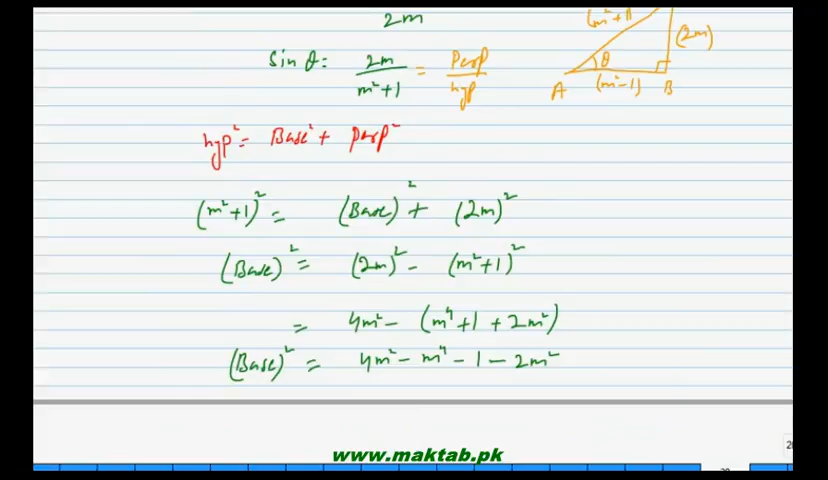 2m
(m²+1)
sin θ = 2m / m²+1 = Perp / hyp
(2m)
θ
A (m²-1) B
hyp² = Base² + Perp²
(m²+1)² = (Base)² + (2m)²
(Base)² = (2m)² - (m²+1)²
= 4m² - (m⁴+1+2m²)
(Base)² = 4m² - m⁴ - 1 - 2m²
www.maktab.pk